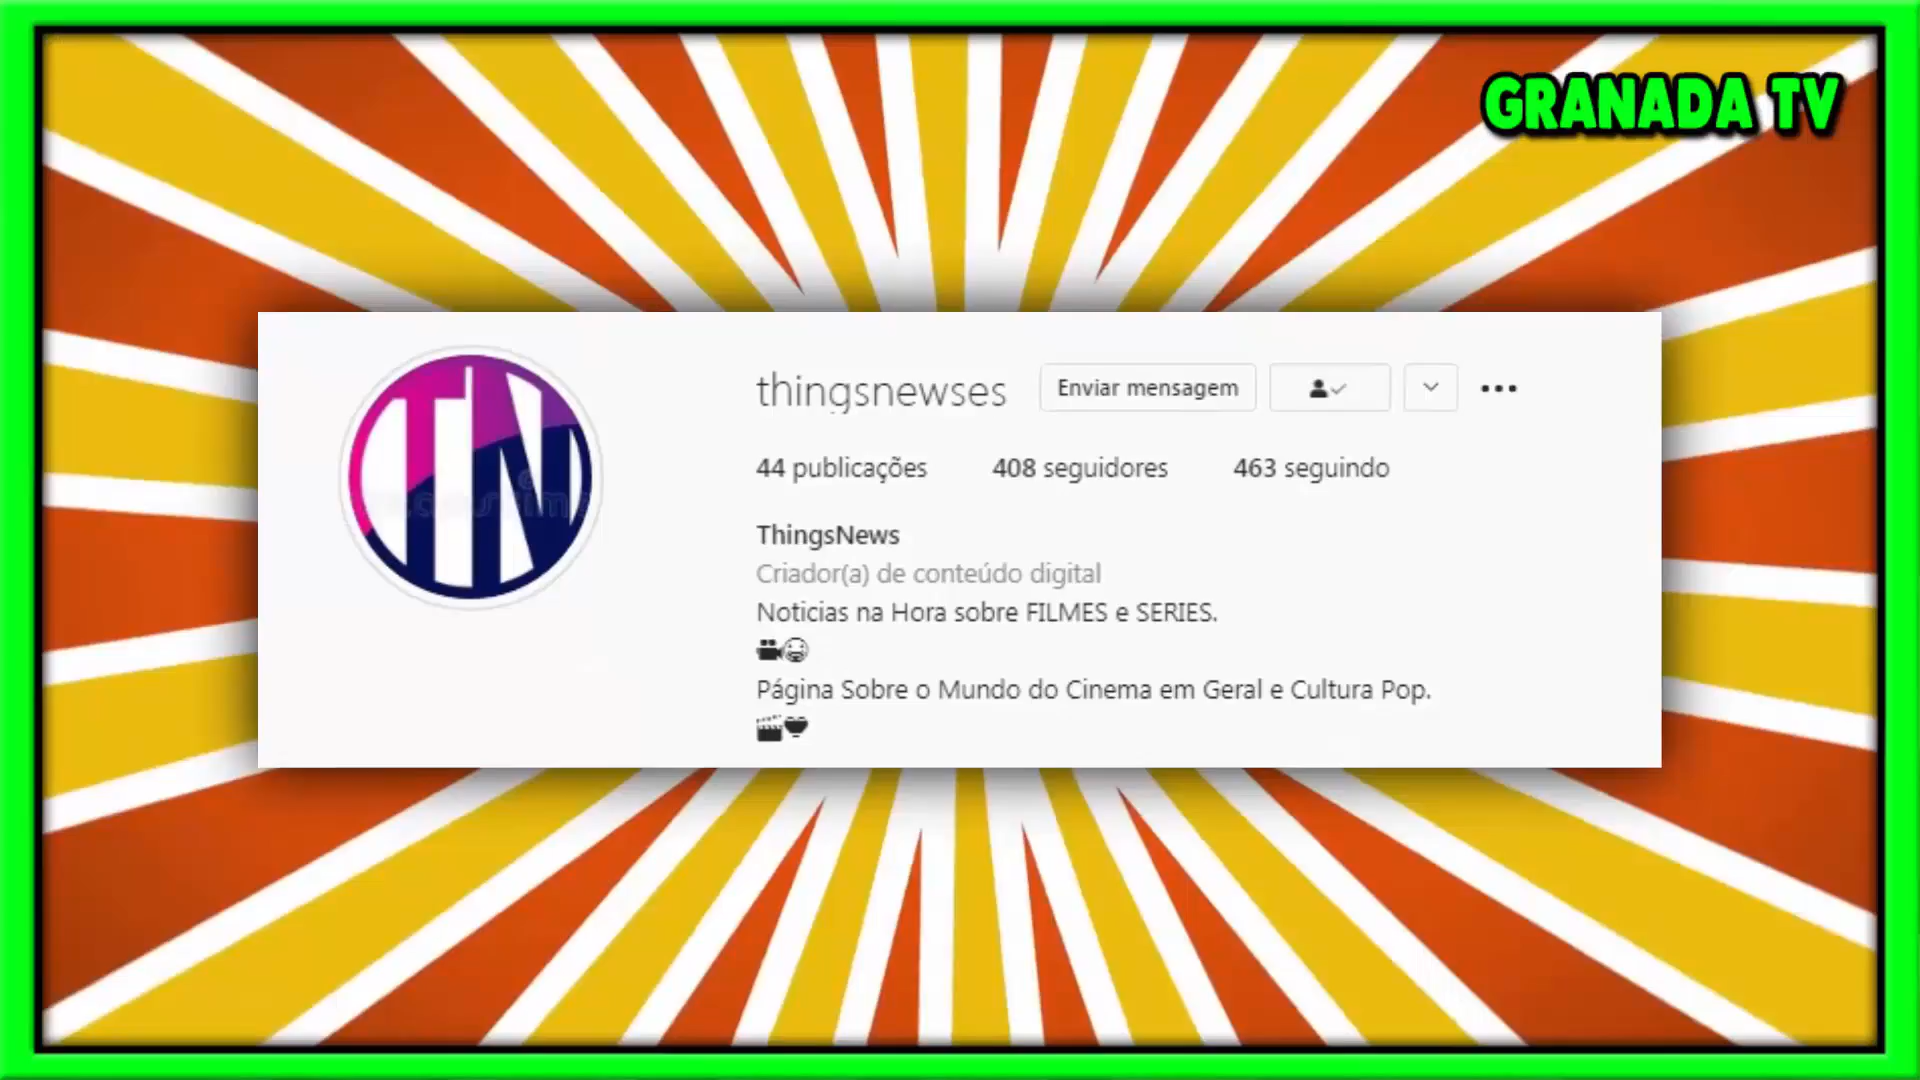 GRANADA TV
TN
thingsnewses Enviar mensagem
44 publicações 408 seguidores 463 seguindo
ThingsNews
Criador(a) de conteúdo digital
Noticias na Hora sobre FILMES e SERIES.
Página Sobre o Mundo do Cinema em Geral e Cultura Pop.